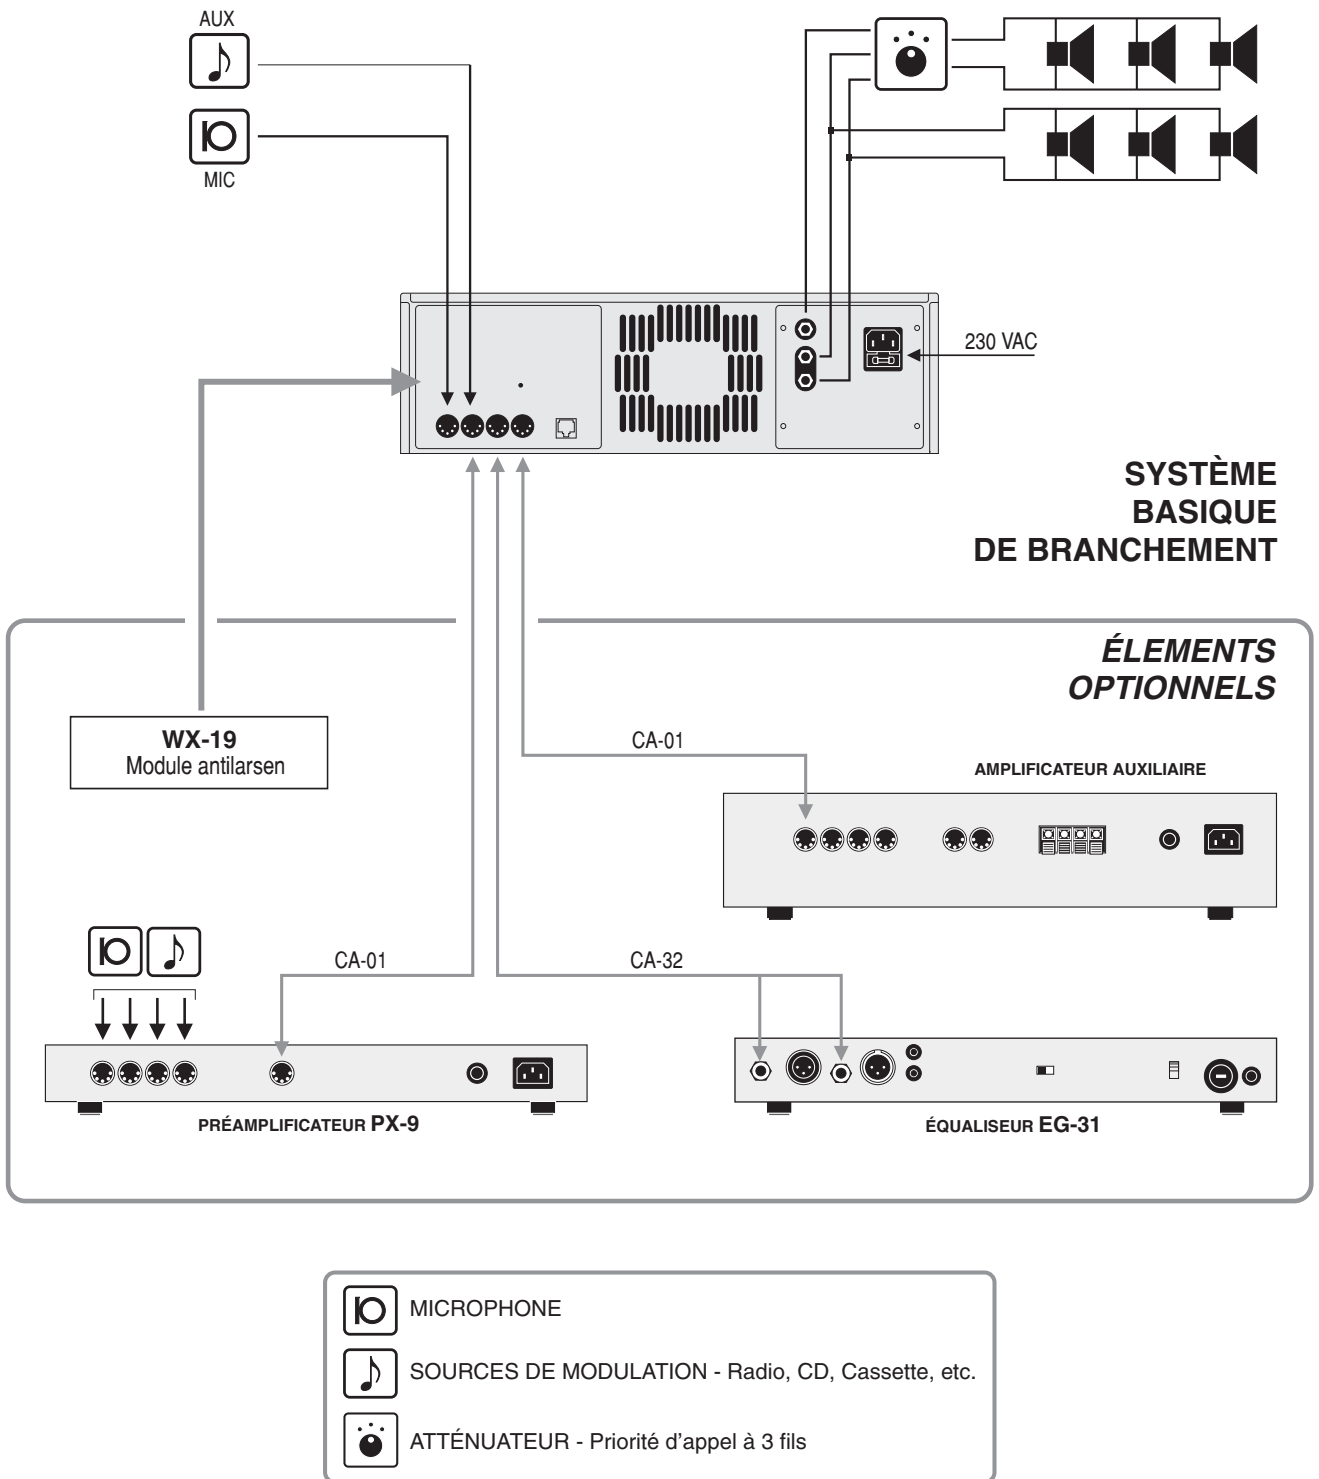 AUX
MIC
230 VAC
SYSTÈME
BASIQUE
DE BRANCHEMENT
ÉLEMENTS
OPTIONNELS
WX-19
Module antilarsen
CA-01
AMPLIFICATEUR AUXILIAIRE
CA-01
CA-32
PRÉAMPLIFICATEUR PX-9
ÉQUALISEUR EG-31
MICROPHONE
SOURCES DE MODULATION - Radio, CD, Cassette, etc.
ATTÉNUATEUR - Priorité d'appel à 3 fils